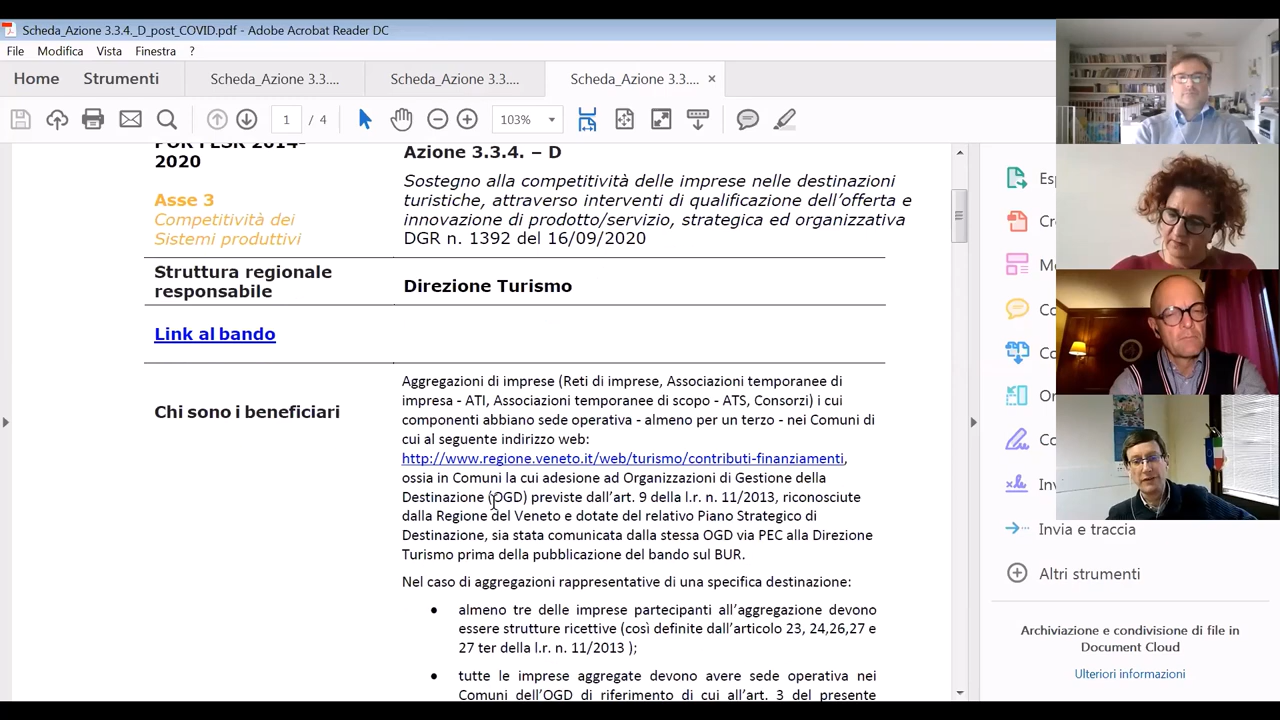 Scheda_Azione 3.3.4._D_post_COVID.pdf - Adobe Acrobat Reader DC
File Modifica Vista Finestra ?
Home Strumenti Scheda_Azione 3.3.... Scheda_Azione 3.3.... Scheda_Azione 3.3.... ×
1 / 4 103%
POR FESR 2014-
2020
Azione 3.3.4. – D
Asse 3
Competitività dei
Sistemi produttivi
Sostegno alla competitività delle imprese nelle destinazioni
turistiche, attraverso interventi di qualificazione dell'offerta e
innovazione di prodotto/servizio, strategica ed organizzativa
DGR n. 1392 del 16/09/2020
Struttura regionale
responsabile
Direzione Turismo
Link al bando
Chi sono i beneficiari
Aggregazioni di imprese (Reti di imprese, Associazioni temporanee di
impresa - ATI, Associazioni temporanee di scopo - ATS, Consorzi) i cui
componenti abbiano sede operativa - almeno per un terzo - nei Comuni di
cui al seguente indirizzo web:
http://www.regione.veneto.it/web/turismo/contributi-finanziamenti,
ossia in Comuni la cui adesione ad Organizzazioni di Gestione della
Destinazione (OGD) previste dall'art. 9 della l.r. n. 11/2013, riconosciute
dalla Regione del Veneto e dotate del relativo Piano Strategico di
Destinazione, sia stata comunicata dalla stessa OGD via PEC alla Direzione
Turismo prima della pubblicazione del bando sul BUR.
Nel caso di aggregazioni rappresentative di una specifica destinazione:
● almeno tre delle imprese partecipanti all'aggregazione devono
essere strutture ricettive (così definite dall'articolo 23, 24,26,27 e
27 ter della l.r. n. 11/2013 );
● tutte le imprese aggregate devono avere sede operativa nei
Comuni dell'OGD di riferimento di cui all'art. 3 del presente
Esp
Cr
M
Co
Co
Or
Co
Inv
Invia e traccia
Altri strumenti
Archiviazione e condivisione di file in
Document Cloud
Ulteriori informazioni